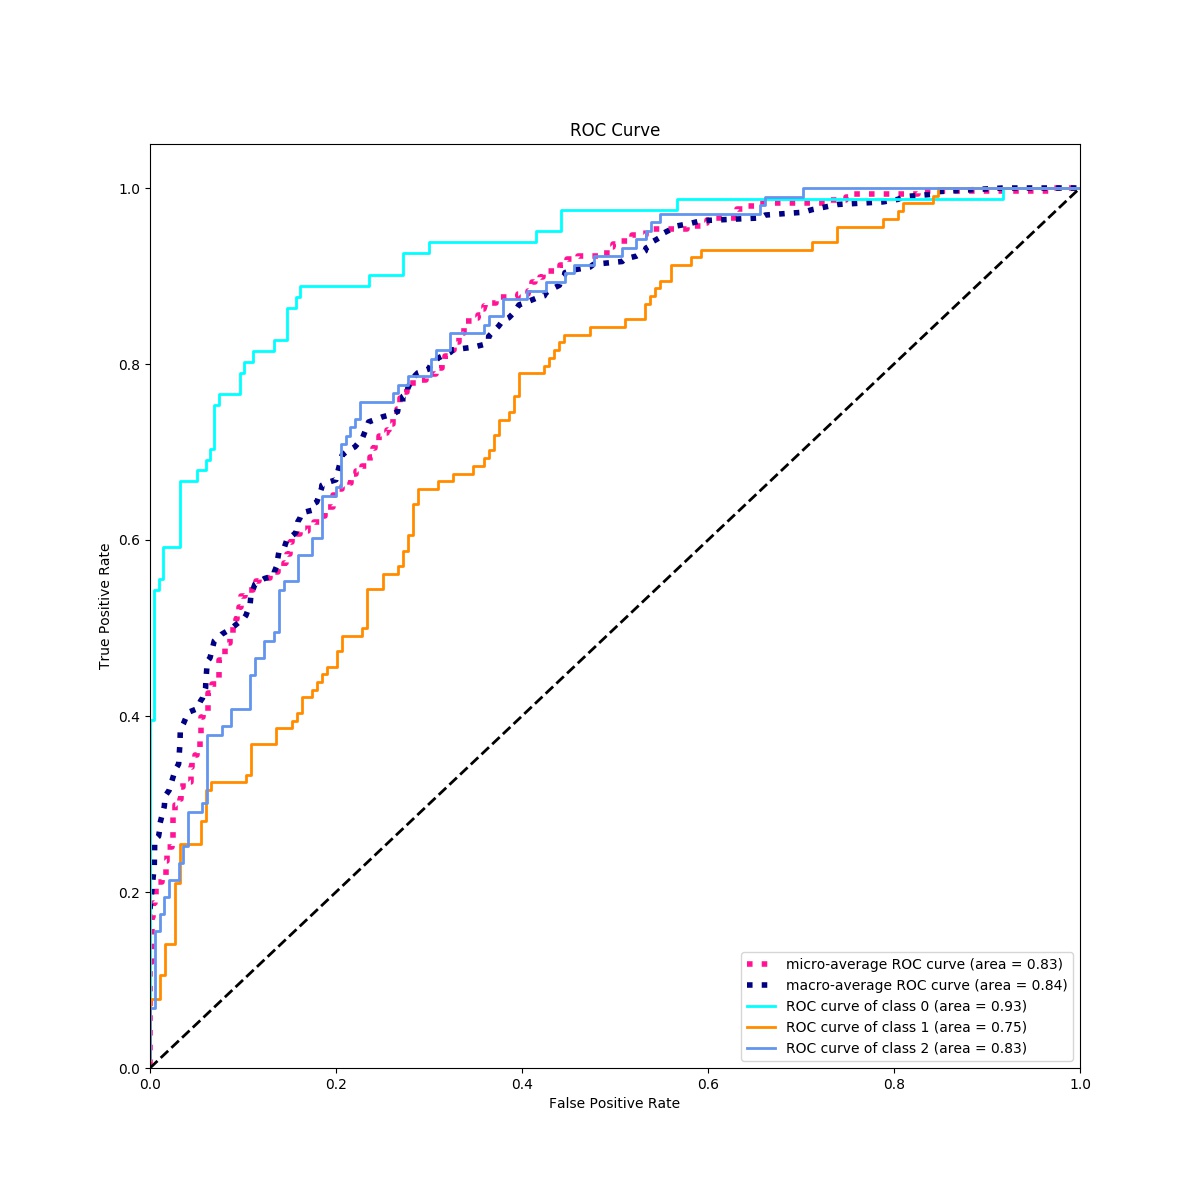 ROC Curve
1.0
0.8
0.6
0.4
0.2
0.0
True Positive Rate
0.0 0.2 0.4 0.6 0.8 1.0
False Positive Rate
micro-average ROC curve (area = 0.83)
macro-average ROC curve (area = 0.84)
ROC curve of class 0 (area = 0.93)
ROC curve of class 1 (area = 0.75)
ROC curve of class 2 (area = 0.83)